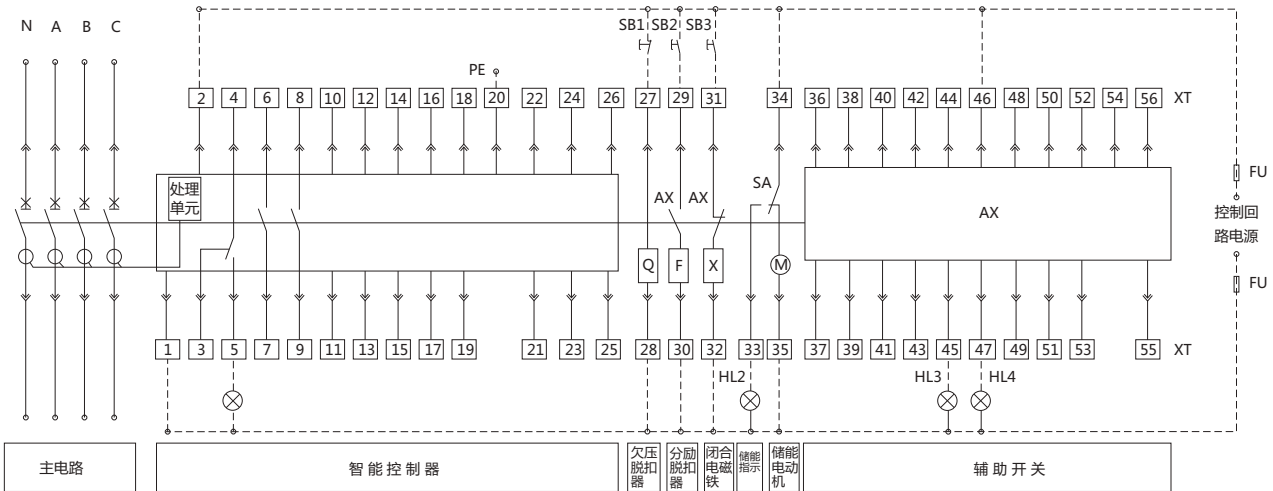 SB1 SB2 SB3
N A B C
PE
2 4 6 8 10 12 14 16 18 20 22 24 26 27 29 31 34 36 38 40 42 44 46 48 50 52 54 56 XT
FU
处理
单元
SA
AX AX
AX
控制回
路电源
Q F X M
FU
1 3 5 7 9 11 13 15 17 19 21 23 25 28 30 32 33 35 37 39 41 43 45 47 49 51 53 55 XT
HL2 HL3 HL4
主电路
智能控制器
欠压
脱扣
器
分励
脱扣
器
闭合
电磁
铁
储能
指示
储能
电动
机
辅助开关